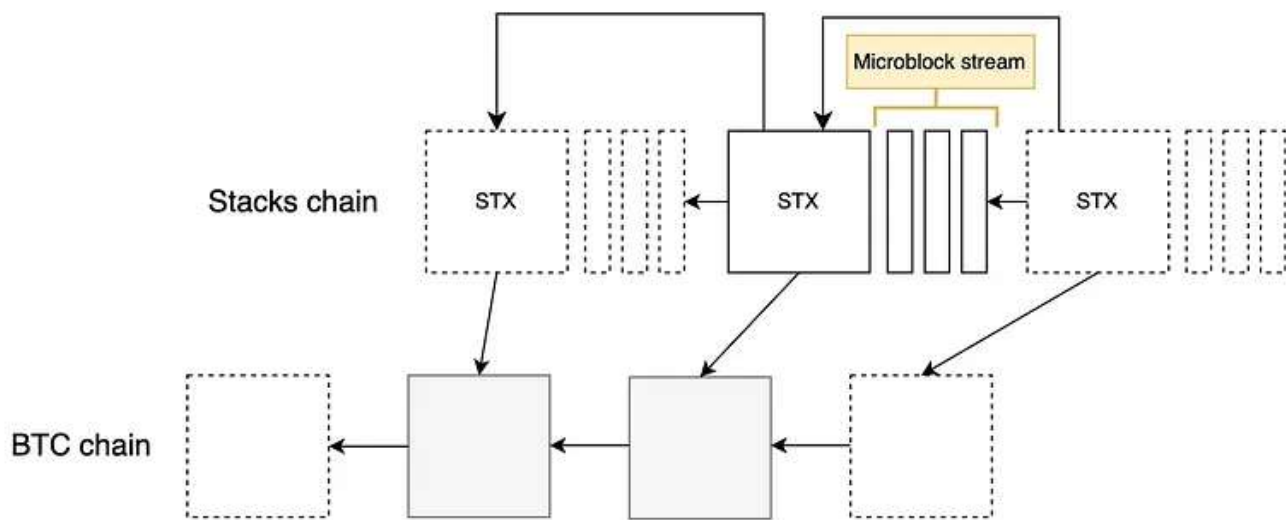 Microblock stream
Stacks chain
STX
STX
STX
BTC chain